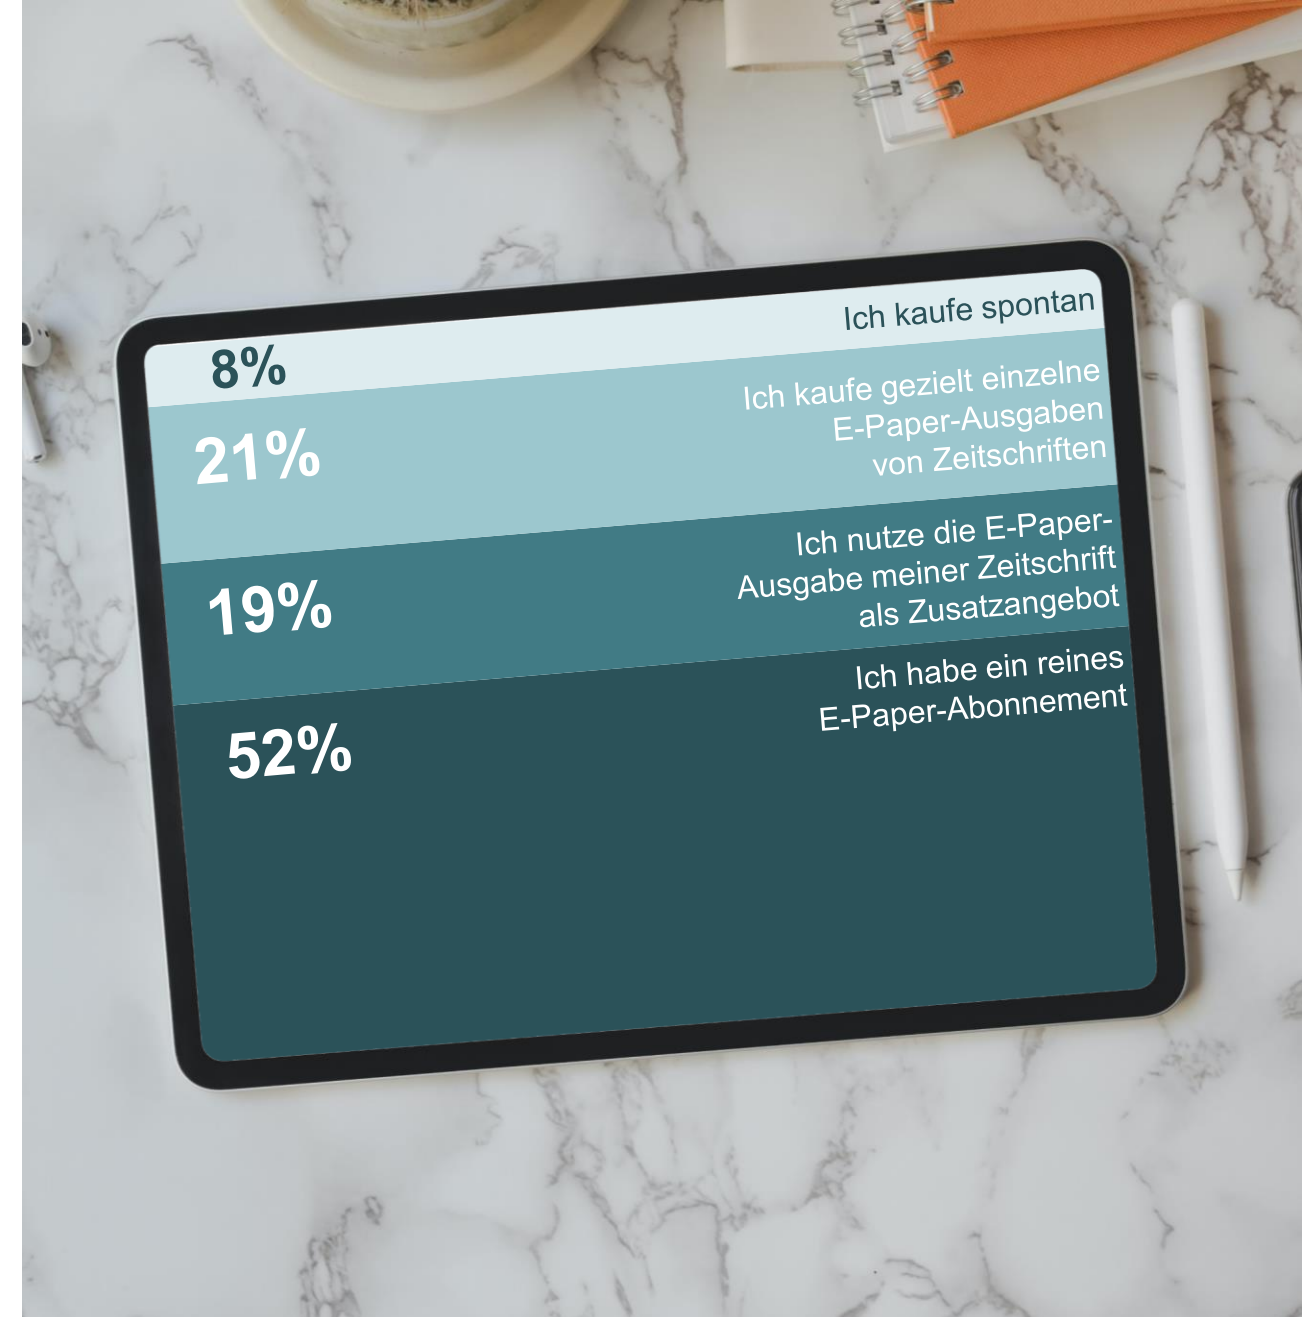 8%
Ich kaufe spontan
21%
Ich kaufe gezielt einzelne
E-Paper-Ausgaben
von Zeitschriften
19%
Ich nutze die E-Paper-
Ausgabe meiner Zeitschrift
als Zusatzangebot
52%
Ich habe ein reines
E-Paper-Abonnement